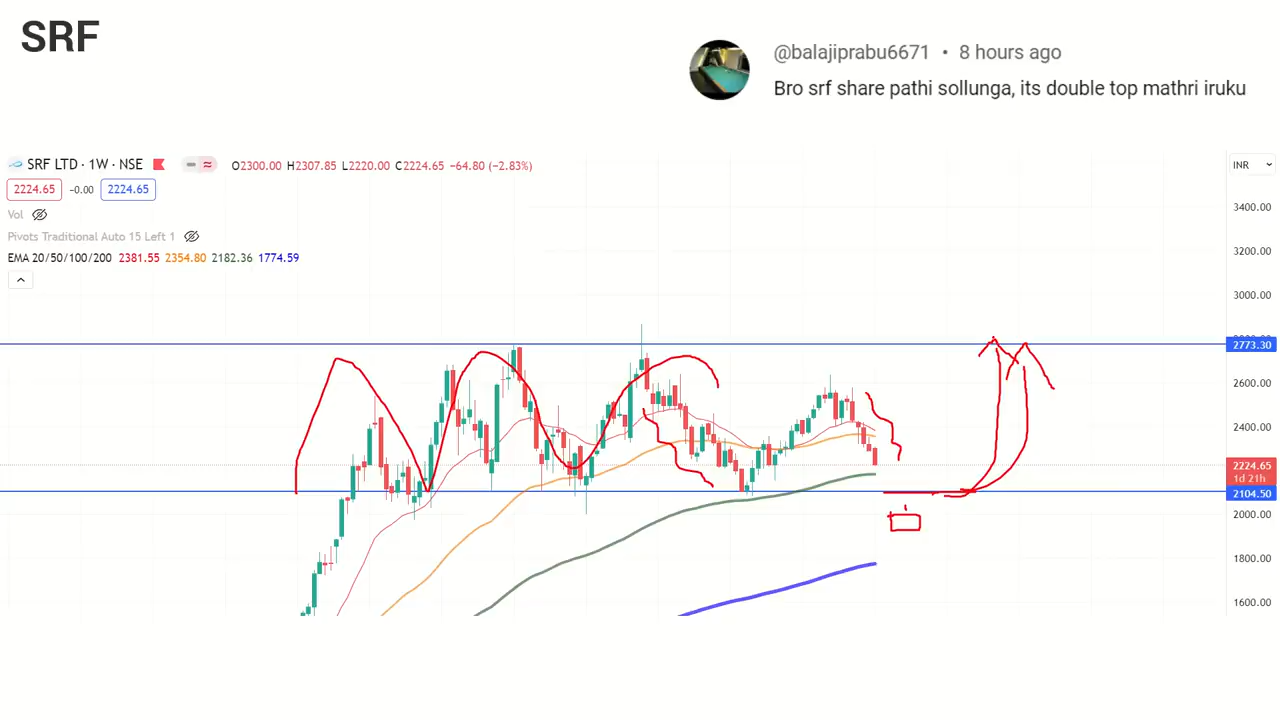 SRF
@balajiprabu6671 • 8 hours ago
Bro srf share pathi sollunga, its double top mathri iruku
SRF LTD · 1W · NSE O2300.00 H2307.85 L2220.00 C2224.65 −64.80 (−2.83%)
INR
2224.65 -0.00 2224.65
Vol
Pivots Traditional Auto 15 Left 1
EMA 20/50/100/200 2381.55 2354.80 2182.36 1774.59
3400.00
3200.00
3000.00
2773.30
2600.00
2400.00
2224.65
1d 21h
2104.50
2000.00
1800.00
1600.00